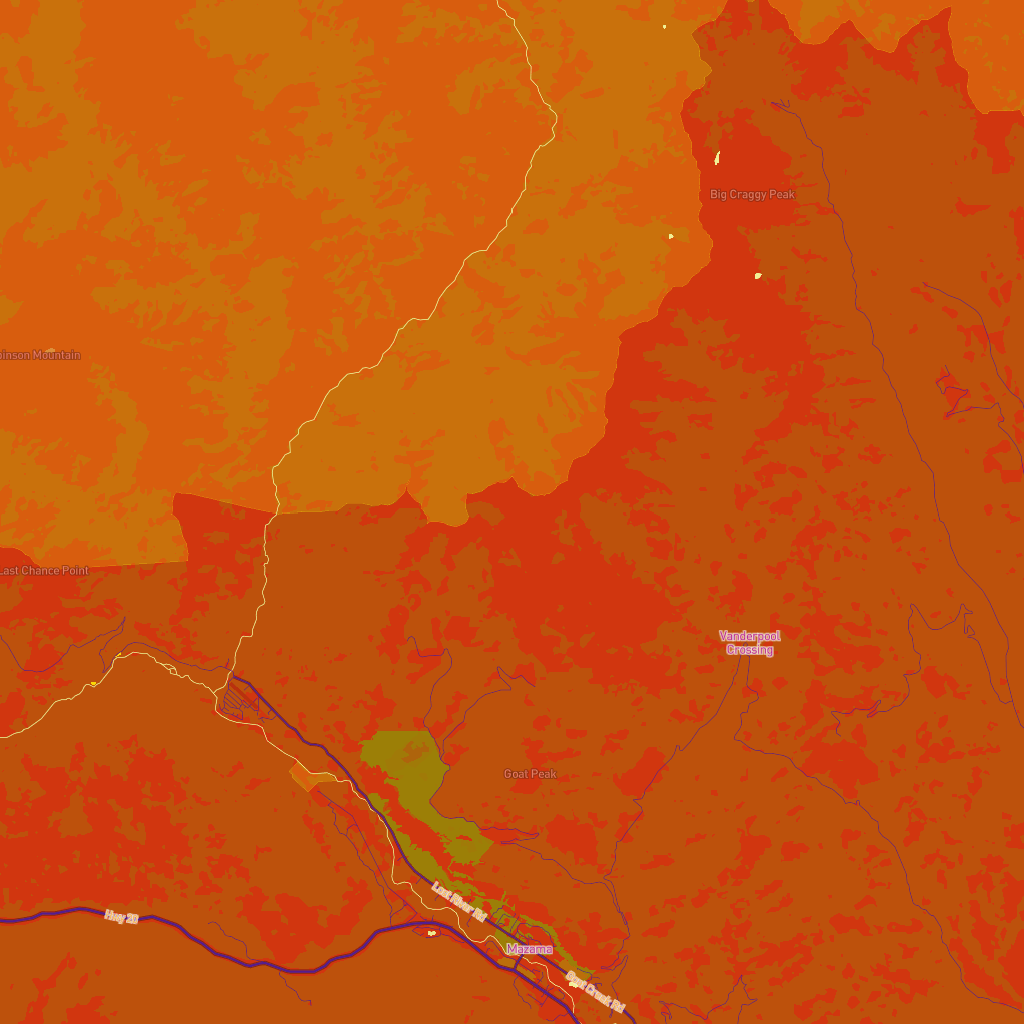 Big Craggy Peak
inson Mountain
Last Chance Point
Vanderpool
Crossing
Goat Peak
Lost River Rd
Hwy 20
Mazama
Goat Creek Rd